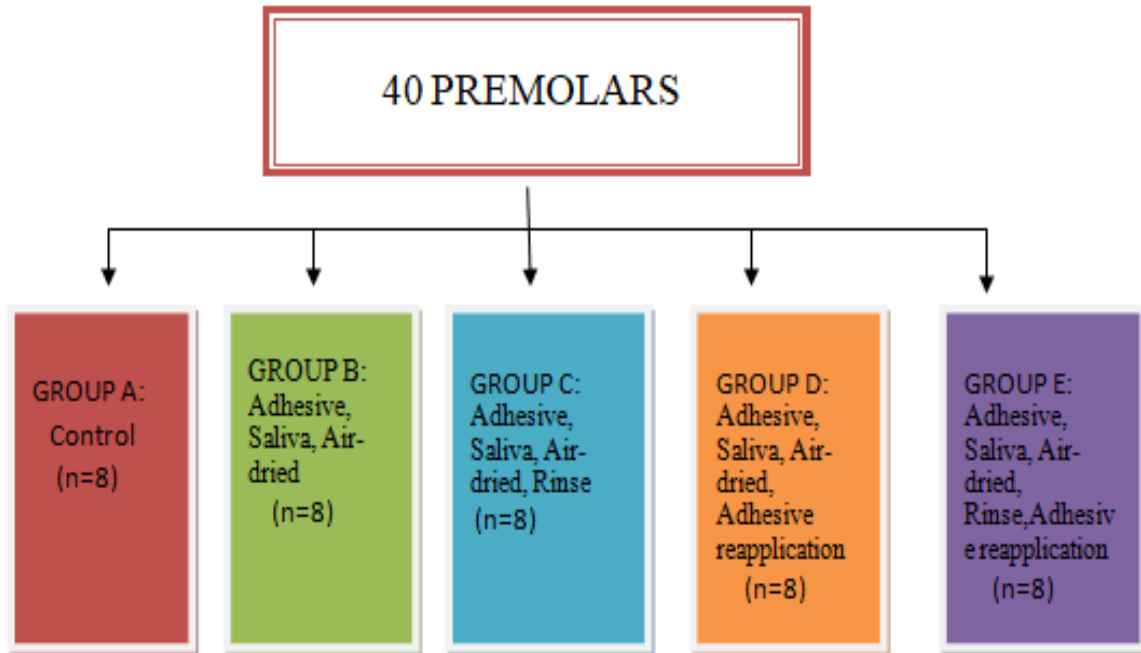 40 PREMOLARS
GROUP A:
Control
(n=8)
GROUP B:
Adhesive,
Saliva, Air-
dried
(n=8)
GROUP C:
Adhesive,
Saliva, Air-
dried, Rinse
(n=8)
GROUP D:
Adhesive,
Saliva, Air-
dried,
Adhesive
reapplication
(n=8)
GROUP E:
Adhesive,
Saliva, Air-
dried,
Rinse,Adhesiv
e reapplication
(n=8)